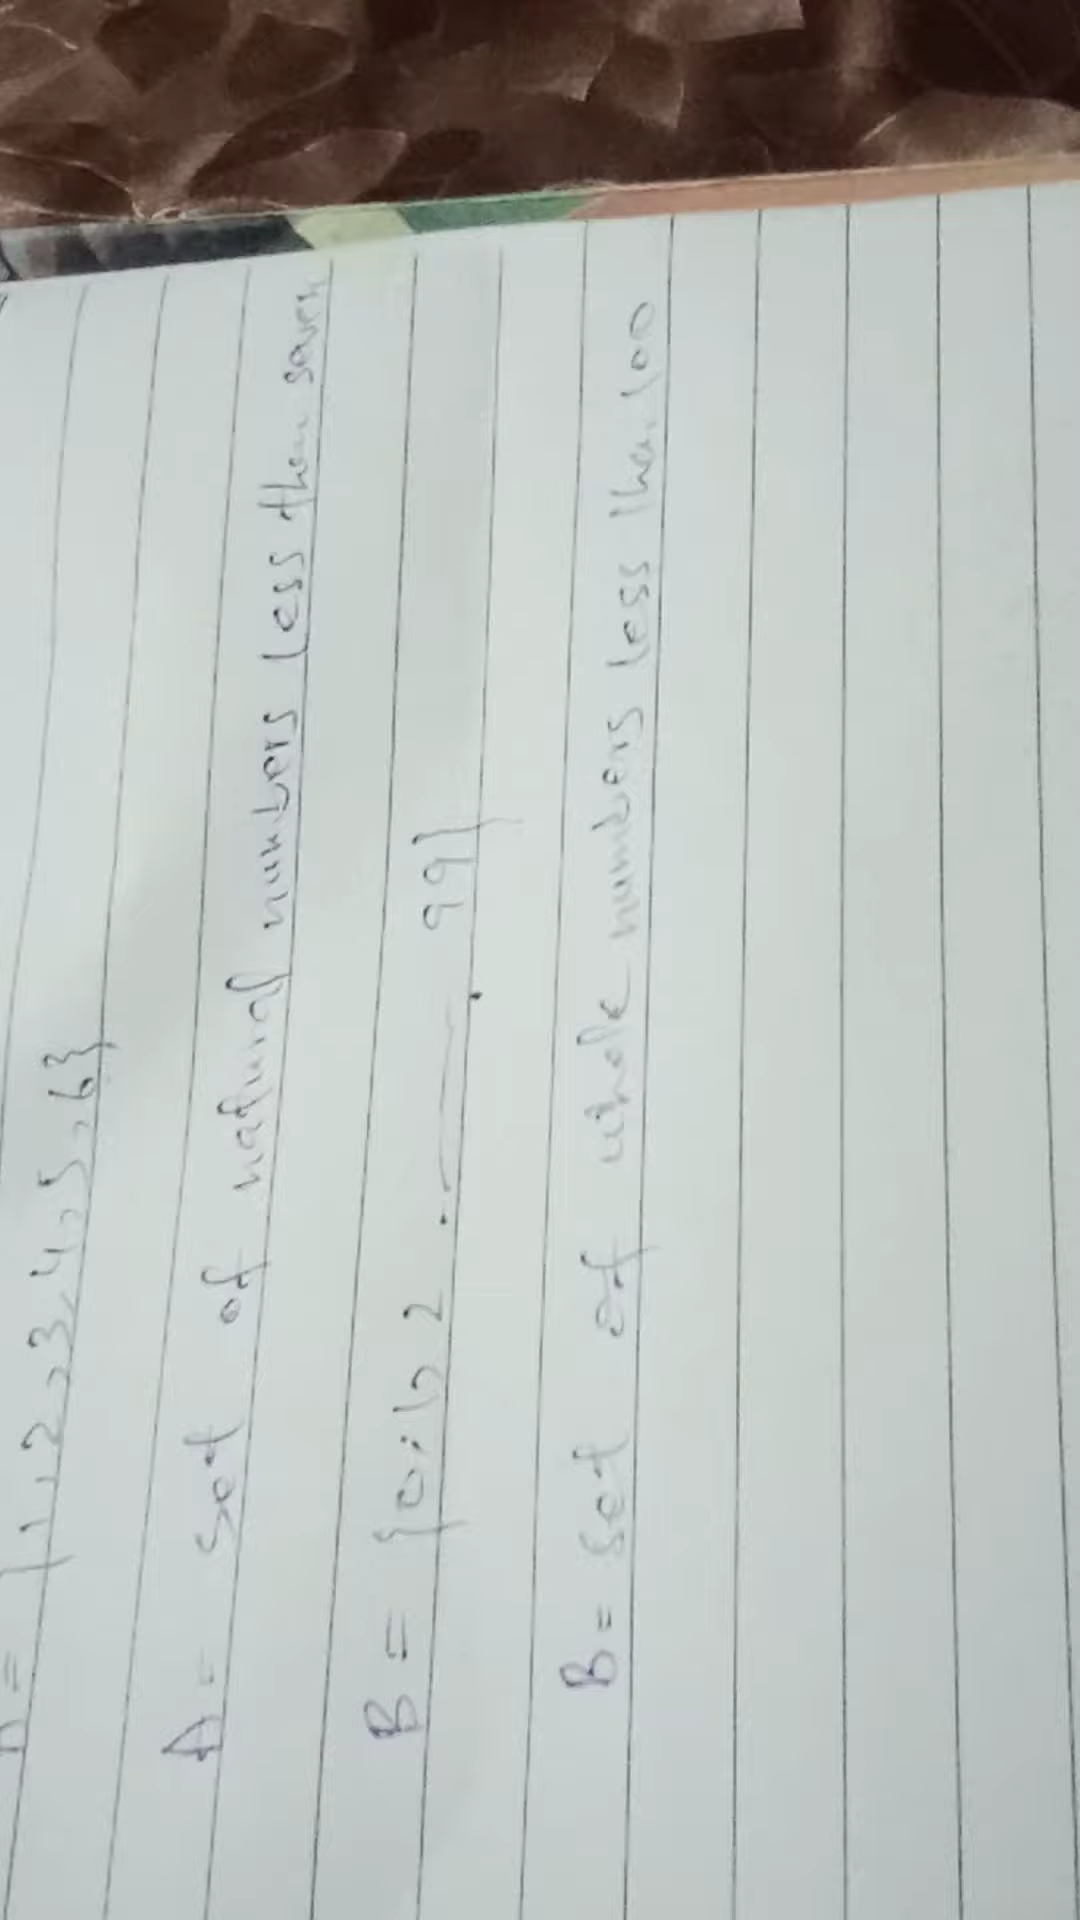 A = {1, 2, 3, 4, 5, 6}
A = set of natural numbers less than seven
B = {0, 1, 2 . —— . 99}
B = set of whole numbers less than 100